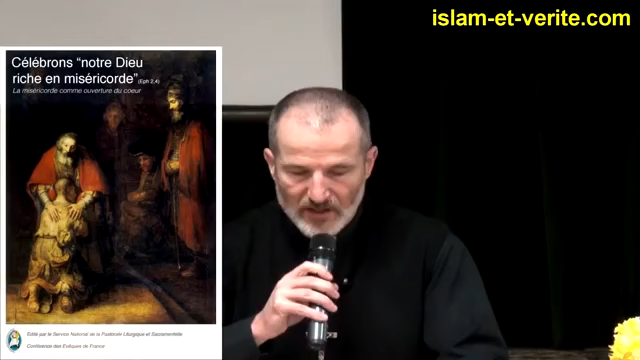 islam-et-verite.com
Célébrons "notre Dieu
riche en miséricorde" (Eph 2,4)
La miséricorde comme ouverture du coeur
Edité par le Service National de la Pastorale Liturgique et Sacramentelle
Conférence des Evêques de France